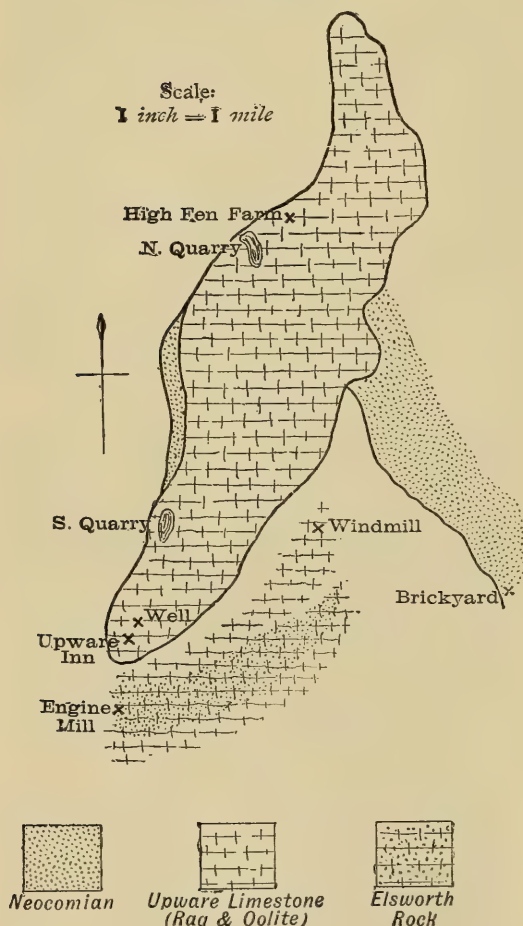 Scale:
1 inch = 1 mile
High Fen Farm
N. Quarry
S. Quarry
Windmill
Brickyard
Well
Upware
Inn
Engine
Mill
Neocomian
Upware Limestone
(Rag & Oolite)
Elsworth
Rock